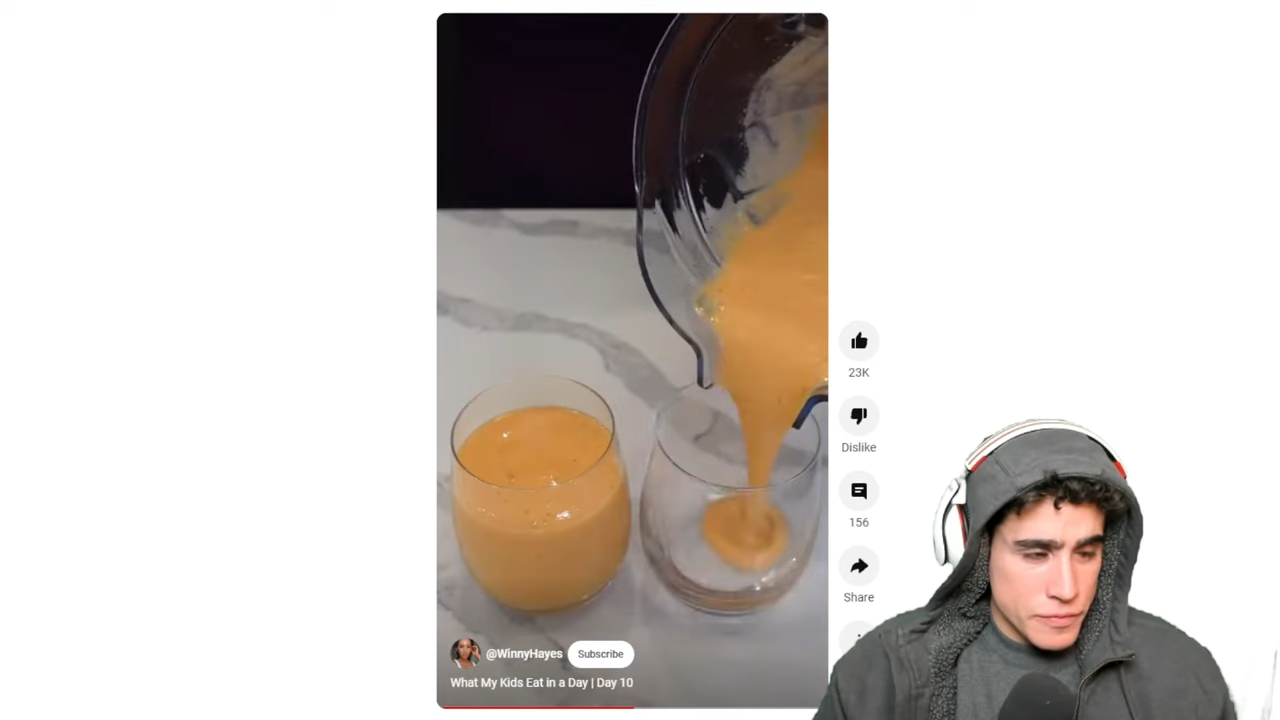 23K
Dislike
156
Share
@WinnyHayes
Subscribe
What My Kids Eat in a Day | Day 10